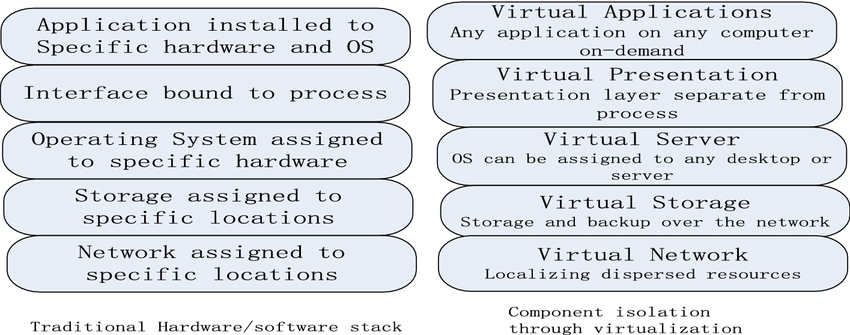 Application installed to
Specific hardware and OS
Interface bound to process
Operating System assigned
to specific hardware
Storage assigned to
specific locations
Network assigned to
specific locations
Traditional Hardware/software stack
Virtual Applications
Any application on any computer
on-demand
Virtual Presentation
Presentation layer separate from
process
Virtual Server
OS can be assigned to any desktop or
server
Virtual Storage
Storage and backup over the network
Virtual Network
Localizing dispersed resources
Component isolation
through virtualization